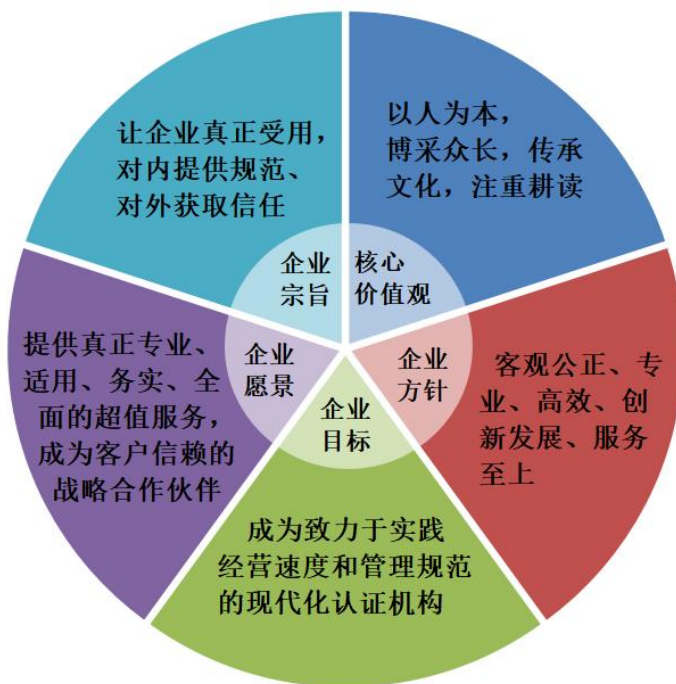 让企业真正受用，
对内提供规范、
对外获取信任
以人为本，
博采众长，传承
文化，注重耕读
企业
宗旨
核心
价值观
提供真正专业、
适用、务实、全
面的超值服务，
成为客户信赖的
战略合作伙伴
企业
愿景
企业
方针
客观公正、专
业、高效、创
新发展、服务
至上
企业
目标
成为致力于实践
经营速度和管理规范
的现代化认证机构